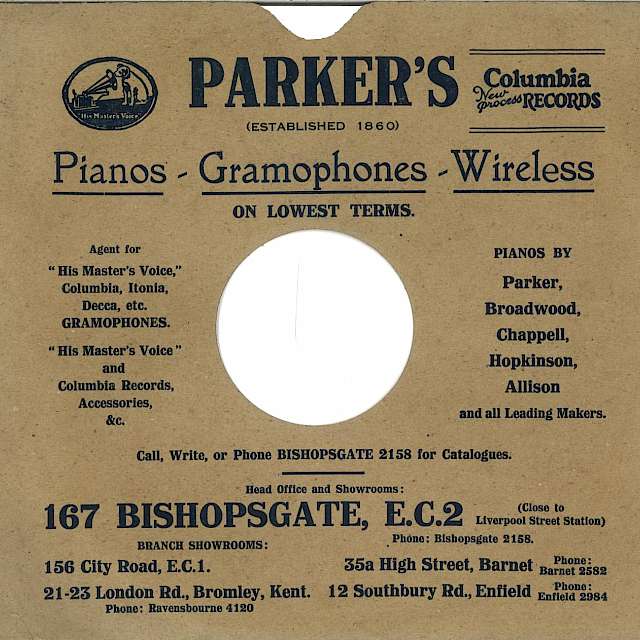 PARKER'S
"His Master's Voice"
Columbia
New Process RECORDS
(ESTABLISHED 1860)
Pianos - Gramophones - Wireless
ON LOWEST TERMS.
Agent for
"His Master's Voice,"
Columbia, Itonia,
Decca, etc.
GRAMOPHONES.
"His Master's Voice"
and
Columbia Records,
Accessories,
&c.
PIANOS BY
Parker,
Broadwood,
Chappell,
Hopkinson,
Allison
and all Leading Makers.
Call, Write, or Phone BISHOPSGATE 2158 for Catalogues.
Head Office and Showrooms:
167 BISHOPSGATE, E.C.2
(Close to
Liverpool Street Station)
Phone: Bishopsgate 2158.
BRANCH SHOWROOMS:
156 City Road, E.C.1.
35a High Street, Barnet
Phone:
Barnet 2582
21-23 London Rd., Bromley, Kent.
Phone: Ravensbourne 4120
12 Southbury Rd., Enfield
Phone:
Enfield 2984